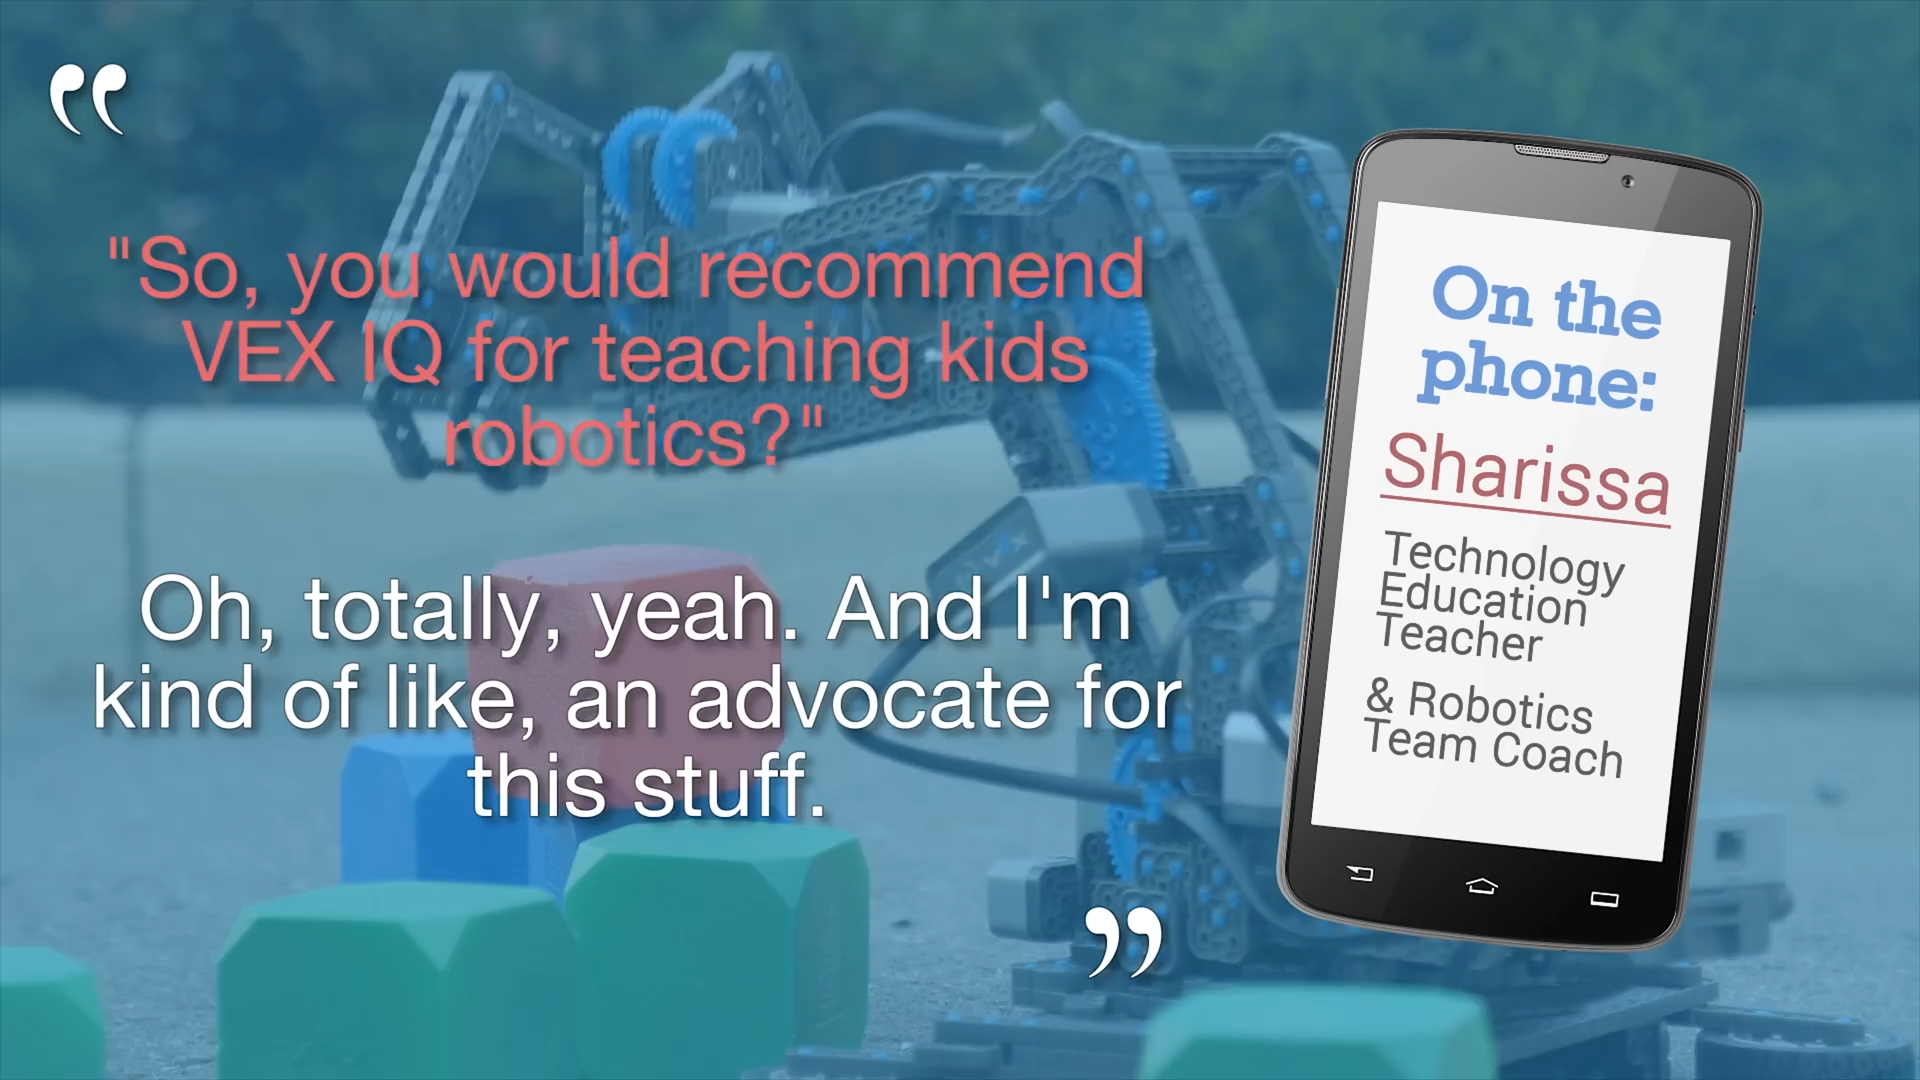 “
"So, you would recommend
VEX IQ for teaching kids
robotics?"
Oh, totally, yeah. And I'm
kind of like, an advocate for
this stuff.
”
On the
phone:
Sharissa
Technology
Education
Teacher
& Robotics
Team Coach